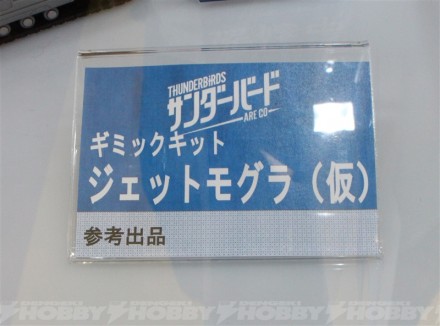 THUNDERBIRDS
サンダーバード
ARE GO
ギミックキット
ジェットモグラ（仮）
参考出品
HOBBY HOBBY HOBBY